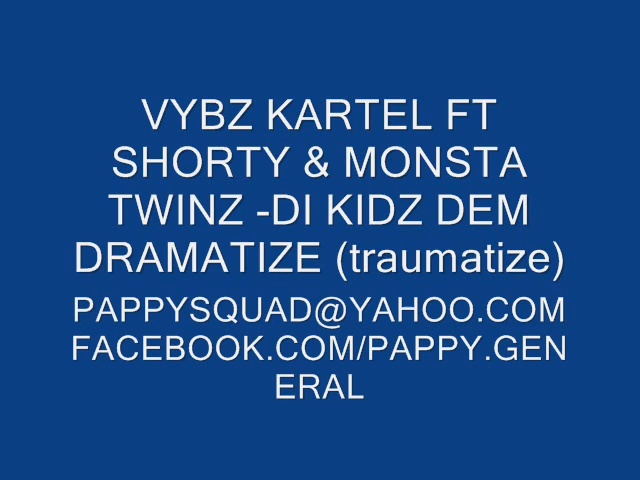 VYBZ KARTEL FT
SHORTY & MONSTA
TWINZ -DI KIDZ DEM
DRAMATIZE (traumatize)
PAPPYSQUAD@YAHOO.COM
FACEBOOK.COM/PAPPY.GEN
ERAL